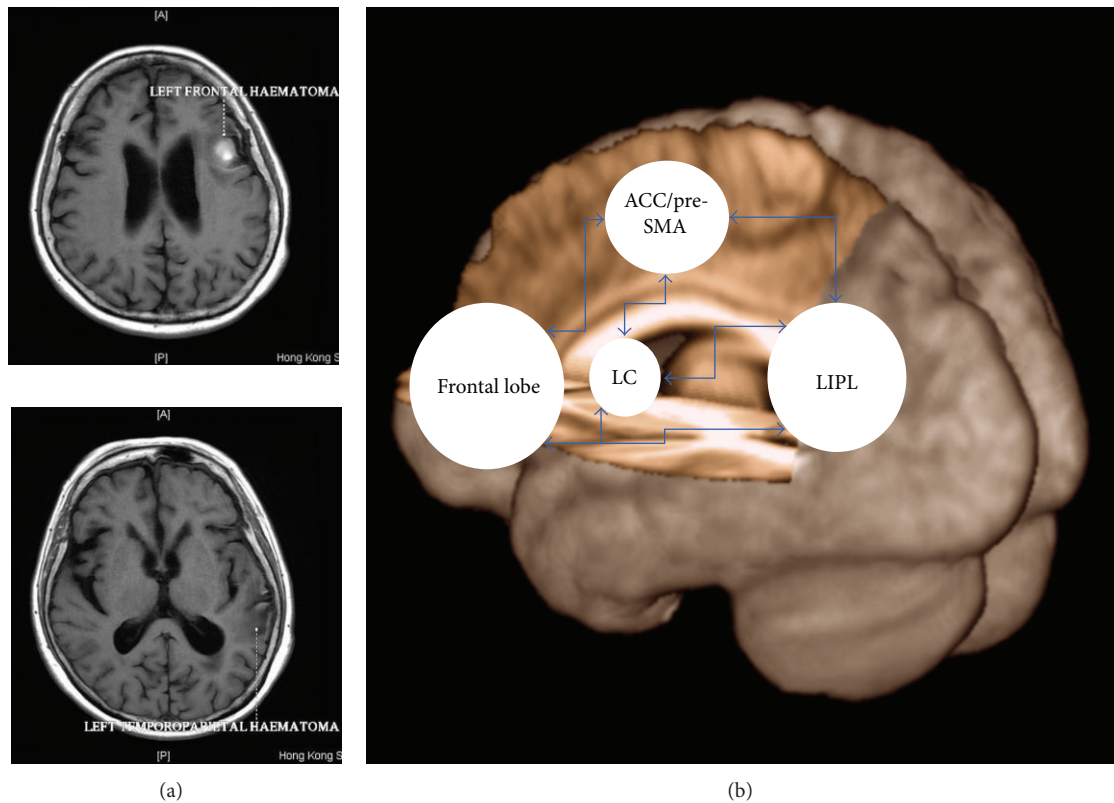 [A]
LEFT FRONTAL HAEMATOMA
[P]
Hong Kong S
[A]
LEFT TEMPOROPARIETAL HAEMATOMA
[P]
Hong Kong S
(a)
ACC/pre-
SMA
Frontal lobe
LC
LIPL
(b)